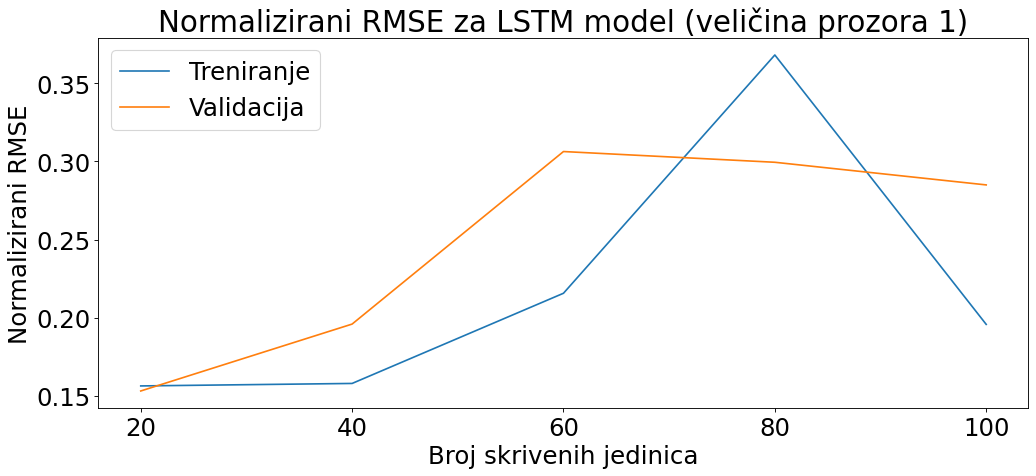 Normalizirani RMSE za LSTM model (veličina prozora 1)
Treniranje
Validacija
Normalizirani RMSE
0.35
0.30
0.25
0.20
0.15
20 40 60 80 100
Broj skrivenih jedinica